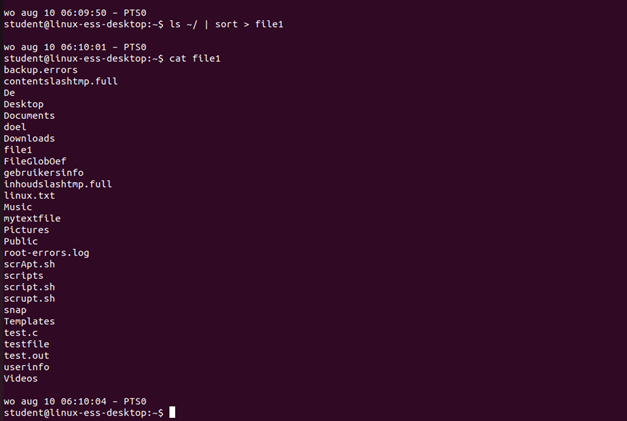 wo aug 10 06:09:50 – PTS0
student@linux-ess-desktop:~$ ls ~/ | sort > file1
wo aug 10 06:10:01 – PTS0
student@linux-ess-desktop:~$ cat file1
backup.errors
contentslashtmp.full
De
Desktop
Documents
doel
Downloads
file1
FileGlobOef
gebruikersinfo
inhoudslashtmp.full
linux.txt
Music
mytextfile
Pictures
Public
root-errors.log
scrApt.sh
scripts
script.sh
scrupt.sh
snap
Templates
test.c
testfile
test.out
userinfo
Videos
wo aug 10 06:10:04 – PTS0
student@linux-ess-desktop:~$